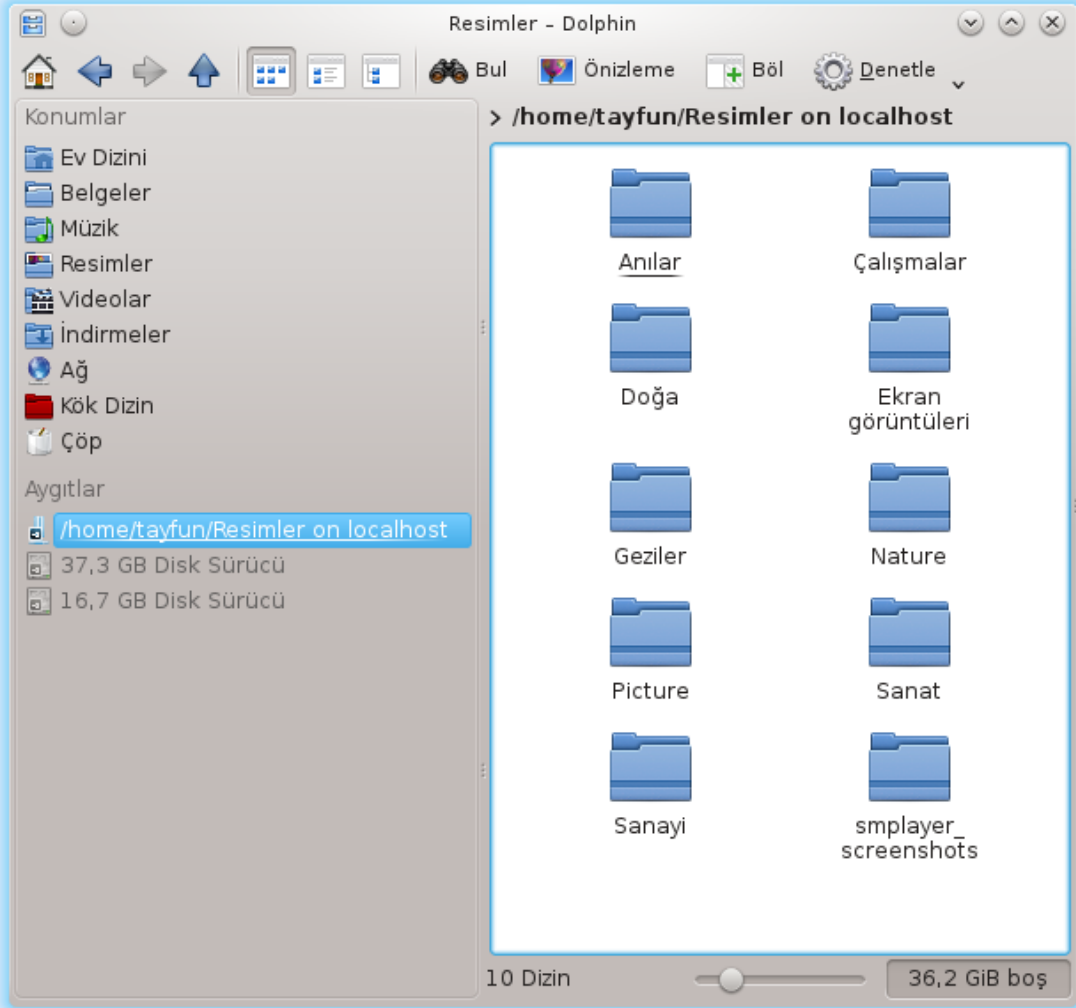 Resimler – Dolphin
Bul
Önizleme
Böl
Denetle
Konumlar
Ev Dizini
Belgeler
Müzik
Resimler
Videolar
İndirmeler
Ağ
Kök Dizin
Çöp
Aygıtlar
/home/tayfun/Resimler on localhost
37,3 GB Disk Sürücü
16,7 GB Disk Sürücü
> /home/tayfun/Resimler on localhost
Anılar
Çalışmalar
Doğa
Ekran
görüntüleri
Geziler
Nature
Picture
Sanat
Sanayi
smplayer_
screenshots
10 Dizin
36,2 GiB boş